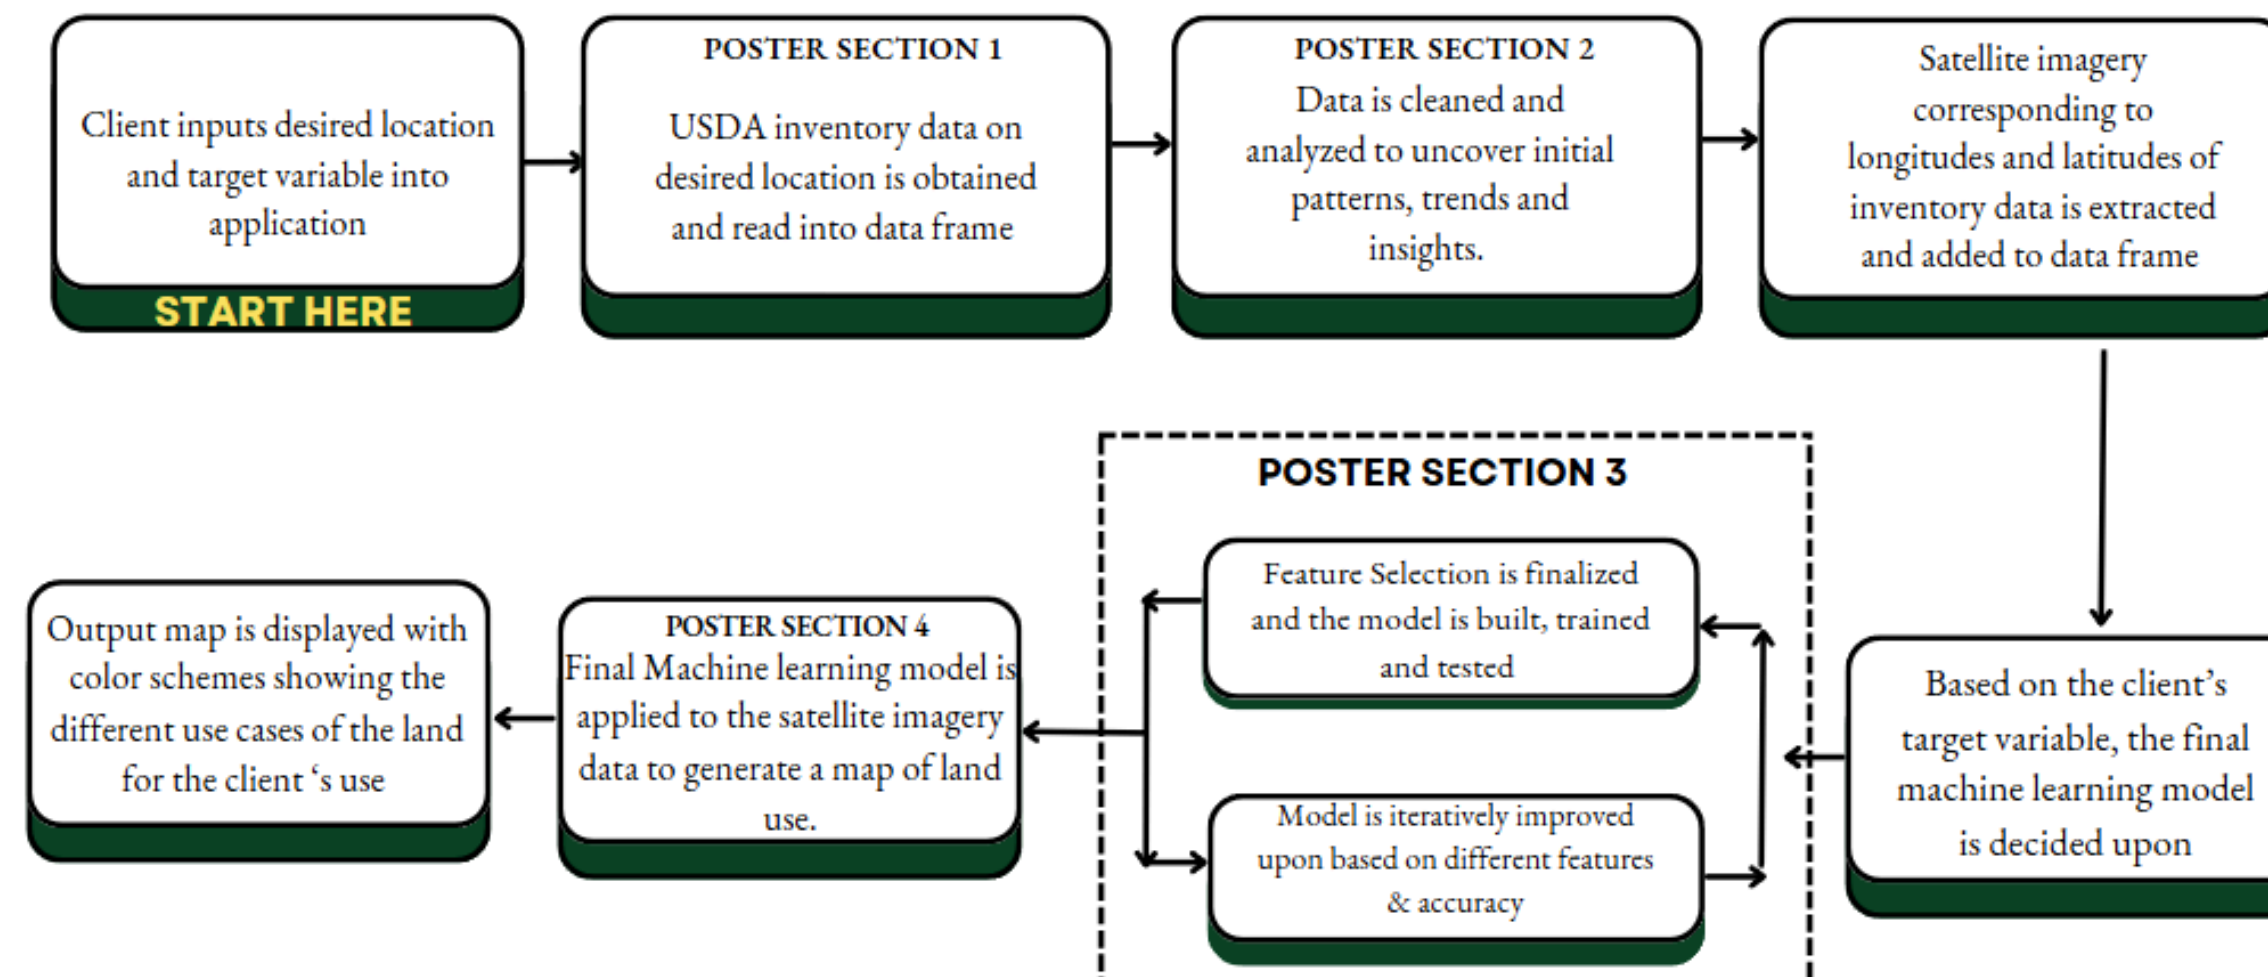 Client inputs desired location
and target variable into
application
START HERE
POSTER SECTION 1
USDA inventory data on
desired location is obtained
and read into data frame
POSTER SECTION 2
Data is cleaned and
analyzed to uncover initial
patterns, trends and
insights.
Satellite imagery
corresponding to
longitudes and latitudes of
inventory data is extracted
and added to data frame
Based on the client’s
target variable, the final
machine learning model
is decided upon
POSTER SECTION 3
Feature Selection is finalized
and the model is built, trained
and tested
Model is iteratively improved
upon based on different features
& accuracy
POSTER SECTION 4
Final Machine learning model is
applied to the satellite imagery
data to generate a map of land
use.
Output map is displayed with
color schemes showing the
different use cases of the land
for the client ‘s use